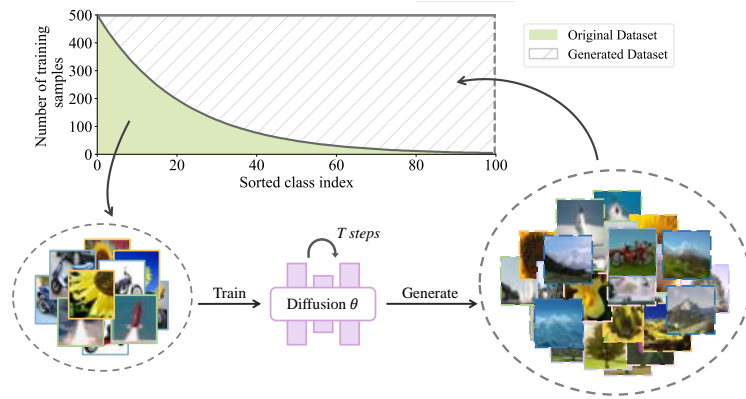 Number of training
samples
500
400
300
200
100
0
0
20
40
60
80
100
Sorted class index
Original Dataset
Generated Dataset
T steps
Train
Diffusion θ
Generate